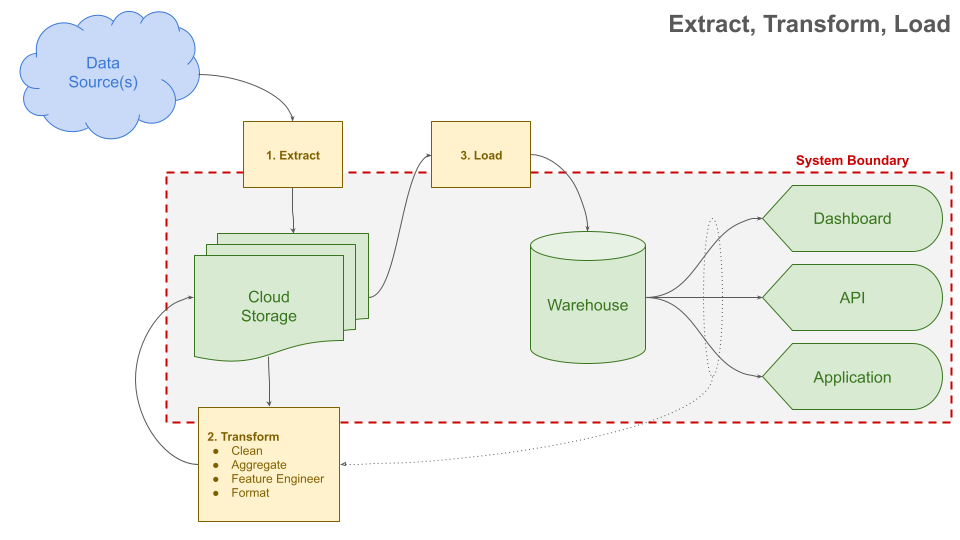 Extract, Transform, Load
Data
Source(s)
1. Extract
3. Load
System Boundary
Dashboard
Cloud
Storage
Warehouse
API
Application
2. Transform
● Clean
● Aggregate
● Feature Engineer
● Format